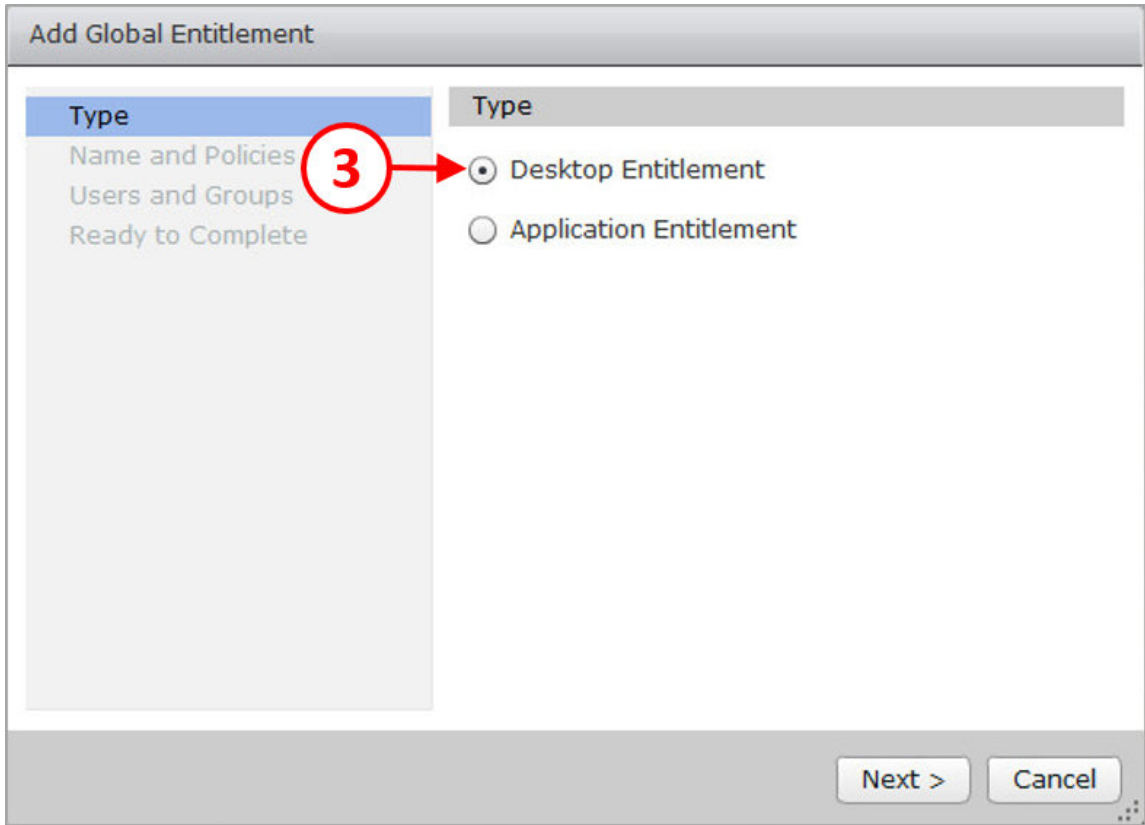 Add Global Entitlement
Type
Name and Policies
Users and Groups
Ready to Complete
Type
3
Desktop Entitlement
Application Entitlement
Next >
Cancel